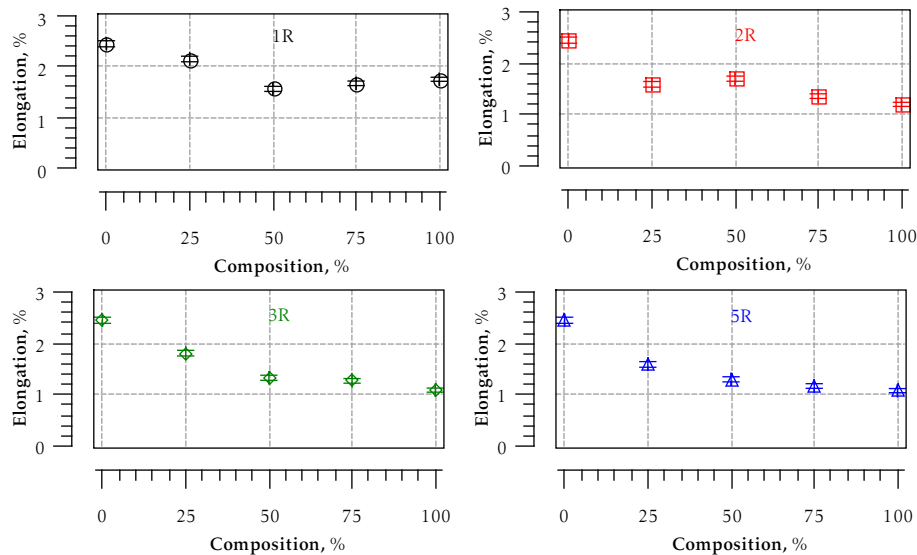 Elongation, %
3
2
1
0
1R
0 25 50 75 100
Composition, %
Elongation, %
3
2
1
0
2R
0 25 50 75 100
Composition, %
Elongation, %
3
2
1
0
3R
0 25 50 75 100
Composition, %
Elongation, %
3
2
1
0
5R
0 25 50 75 100
Composition, %